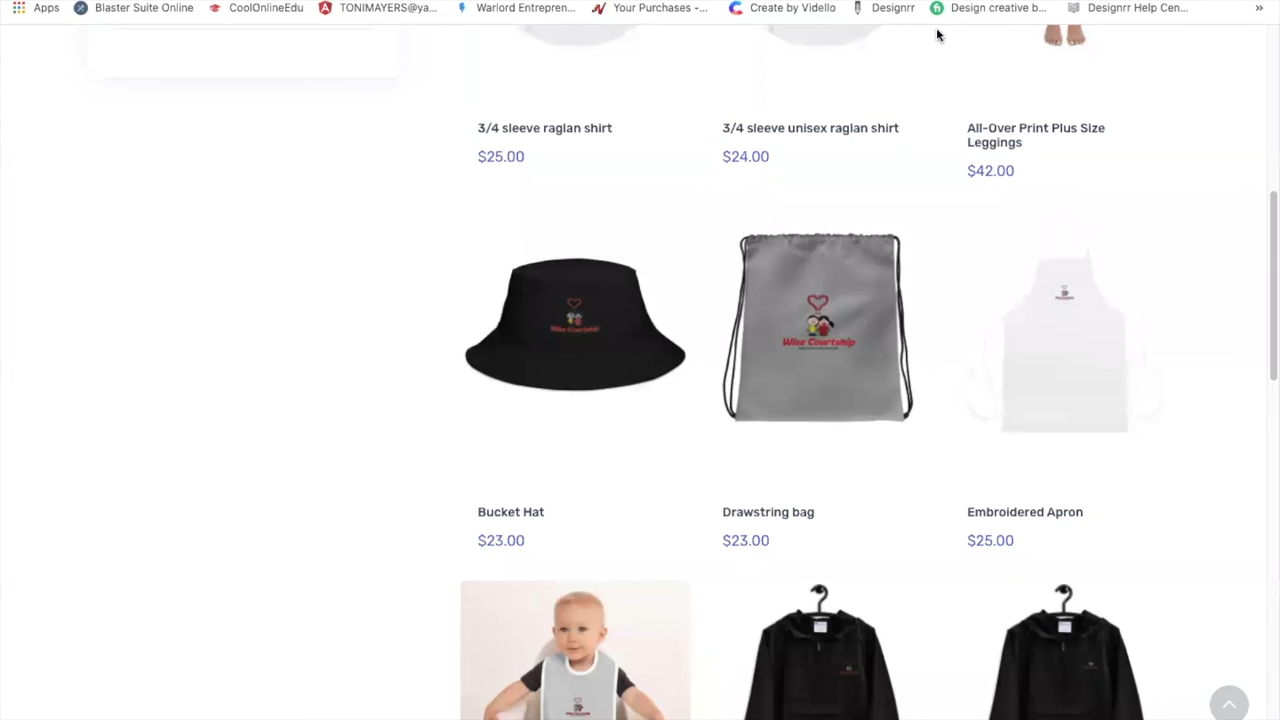 Apps Blaster Suite Online CoolOnlineEdu TONIMAYERS@ya... Warlord Entrepren... Your Purchases -... Create by Vidello Designrr Design creative b... Designrr Help Cen... »
3/4 sleeve raglan shirt
$25.00
3/4 sleeve unisex raglan shirt
$24.00
All-Over Print Plus Size
Leggings
$42.00
Wise Courtship
Wise Courtship
Bucket Hat
$23.00
Drawstring bag
$23.00
Embroidered Apron
$25.00